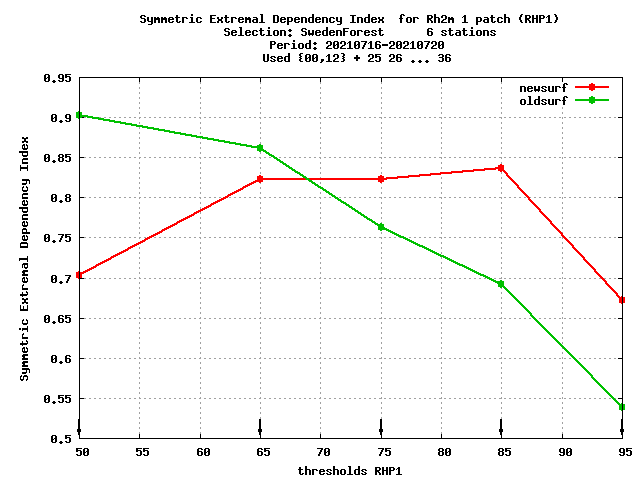 Symmetric Extremal Dependency Index  for Rh2m 1 patch (RHP1)
Selection: SwedenForest      6 stations
Period: 20210716-20210720
Used {00,12} + 25 26 ... 36
newsurf
oldsurf
Symmetric Extremal Dependency Index
0.95
0.9
0.85
0.8
0.75
0.7
0.65
0.6
0.55
0.5
50 55 60 65 70 75 80 85 90 95
thresholds RHP1